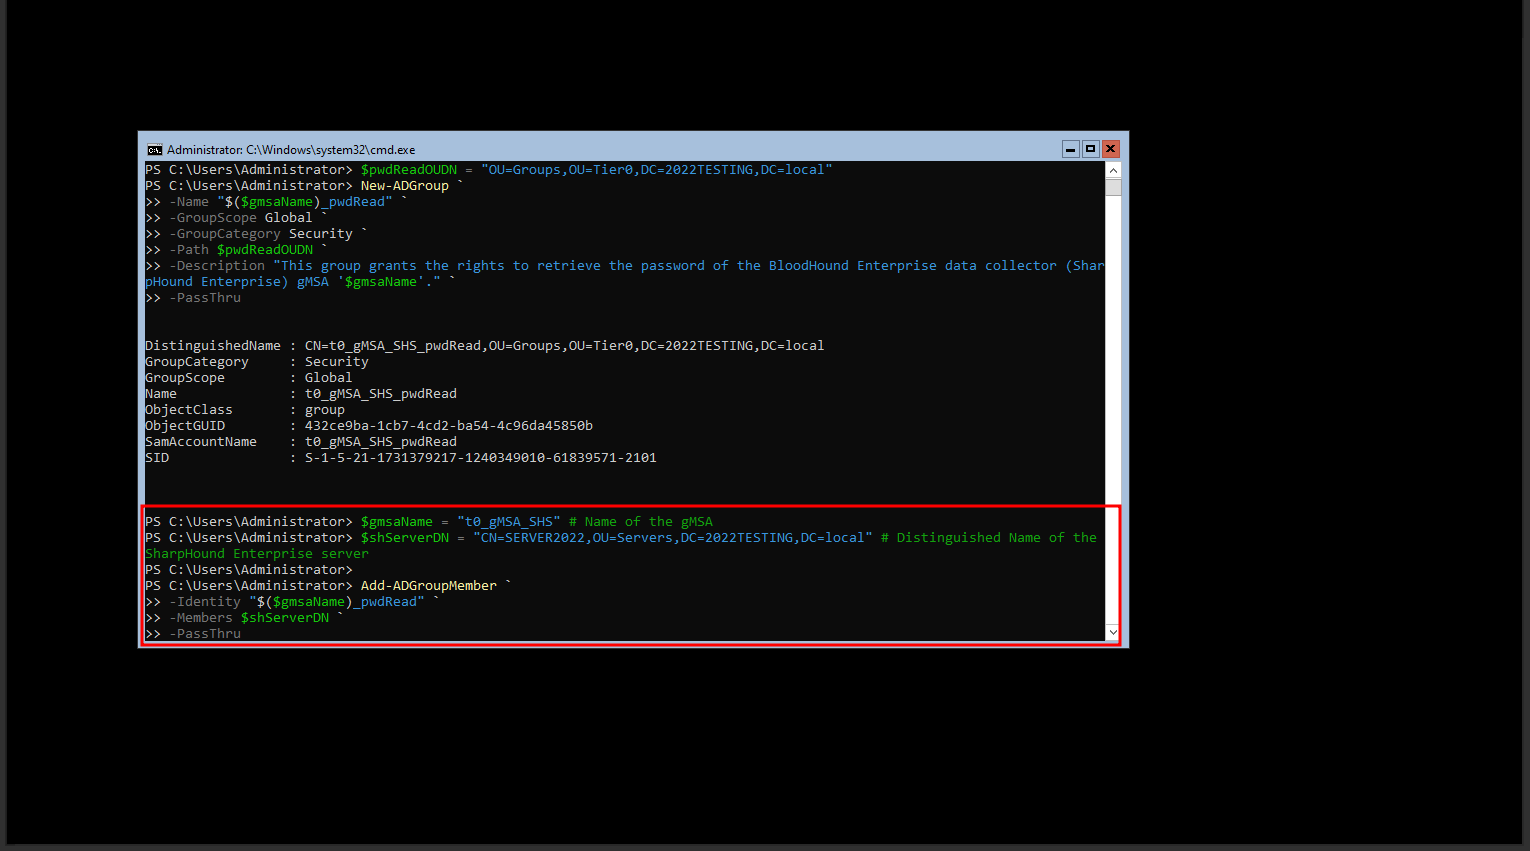 Administrator: C:\Windows\system32\cmd.exe
PS C:\Users\Administrator> $pwdReadOUDN = "OU=Groups,OU=Tier0,DC=2022TESTING,DC=local"
PS C:\Users\Administrator> New-ADGroup `
>> -Name "$($gmsaName)_pwdRead" `
>> -GroupScope Global `
>> -GroupCategory Security `
>> -Path $pwdReadOUDN `
>> -Description "This group grants the rights to retrieve the password of the BloodHound Enterprise data collector (Shar
pHound Enterprise) gMSA '$gmsaName'." `
>> -PassThru
DistinguishedName : CN=t0_gMSA_SHS_pwdRead,OU=Groups,OU=Tier0,DC=2022TESTING,DC=local
GroupCategory     : Security
GroupScope        : Global
Name              : t0_gMSA_SHS_pwdRead
ObjectClass       : group
ObjectGUID        : 432ce9ba-1cb7-4cd2-ba54-4c96da45850b
SamAccountName    : t0_gMSA_SHS_pwdRead
SID               : S-1-5-21-1731379217-1240349010-61839571-2101
PS C:\Users\Administrator> $gmsaName = "t0_gMSA_SHS" # Name of the gMSA
PS C:\Users\Administrator> $shServerDN = "CN=SERVER2022,OU=Servers,DC=2022TESTING,DC=local" # Distinguished Name of the
SharpHound Enterprise server
PS C:\Users\Administrator>
PS C:\Users\Administrator> Add-ADGroupMember `
>> -Identity "$($gmsaName)_pwdRead" `
>> -Members $shServerDN `
>> -PassThru